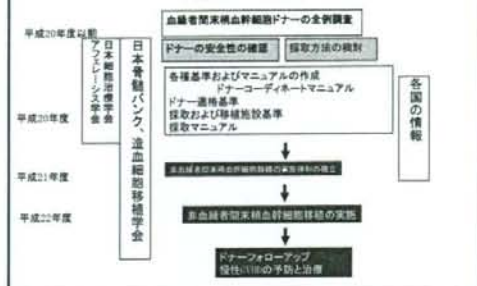 血縁者間末梢血幹細胞ドナーの全例調査
平成20年度以前
ドナーの安全性の確認
採取方法の検討
日本細胞治療学会
アフェレーシス学会
日本骨髄バンク、造血細胞移植学会
各種基準およびマニュアルの作成
ドナーコーディネートマニュアル
ドナー適格基準
採取および移植施設基準
採取マニュアル
各国の情報
平成20年度
平成21年度
非血縁者間末梢血幹細胞移植の実施体制の確立
平成22年度
非血縁者間末梢血幹細胞移植の実施
ドナーフォローアップ
慢性GVHDの予防と治療